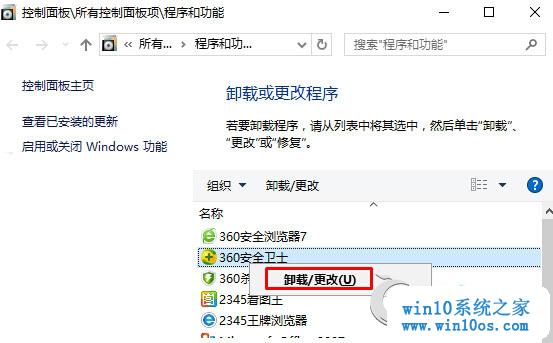 控制面板\所有控制面板项\程序和功能
« 所有... › 程序和功... 搜索"程序和功能"
控制面板主页
查看已安装的更新
启用或关闭 Windows 功能
卸载或更改程序
若要卸载程序，请从列表中将其选中，然后单击"卸载"、
"更改"或"修复"。
组织 卸载/更改
名称
360安全浏览器7
360安全卫士
360杀
卸载/更改(U)
2345看图王
2345王牌浏览器
win10系统之家
www.win10os.com